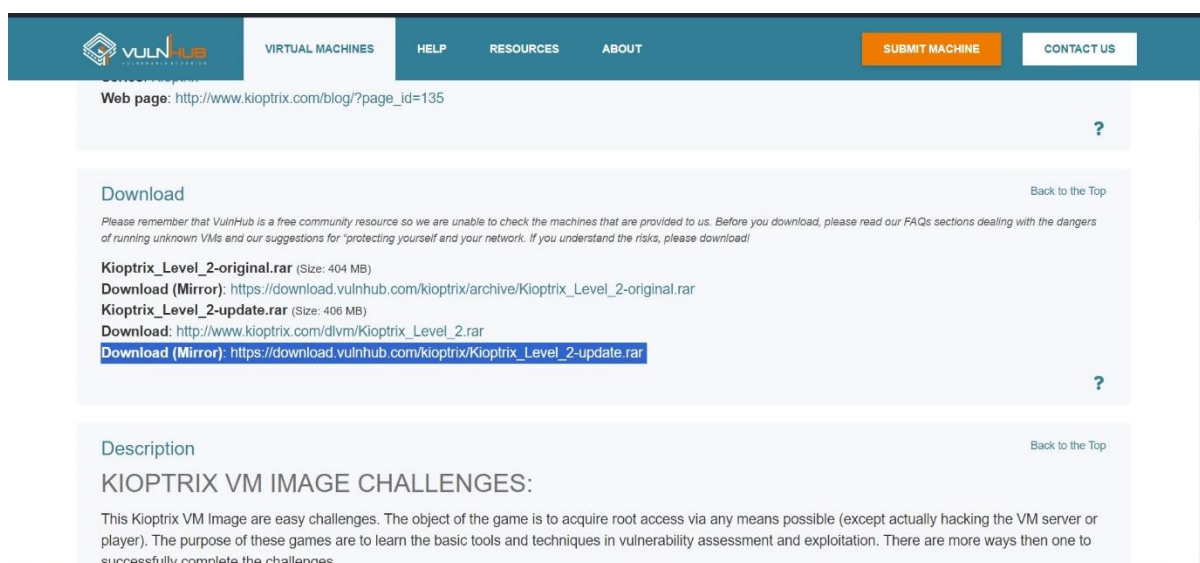 VULNHUB
VIRTUAL MACHINES
HELP
RESOURCES
ABOUT
SUBMIT MACHINE
CONTACT US
Web page: http://www.kioptrix.com/blog/?page_id=135
?
Download
Back to the Top
Please remember that VulnHub is a free community resource so we are unable to check the machines that are provided to us. Before you download, please read our FAQs sections dealing with the dangers
of running unknown VMs and our suggestions for "protecting yourself and your network. If you understand the risks, please download!
Kioptrix_Level_2-original.rar (Size: 404 MB)
Download (Mirror): https://download.vulnhub.com/kioptrix/archive/Kioptrix_Level_2-original.rar
Kioptrix_Level_2-update.rar (Size: 406 MB)
Download: http://www.kioptrix.com/dlvm/Kioptrix_Level_2.rar
Download (Mirror): https://download.vulnhub.com/kioptrix/Kioptrix_Level_2-update.rar
?
Description
Back to the Top
KIOPTRIX VM IMAGE CHALLENGES:
This Kioptrix VM Image are easy challenges. The object of the game is to acquire root access via any means possible (except actually hacking the VM server or
player). The purpose of these games are to learn the basic tools and techniques in vulnerability assessment and exploitation. There are more ways then one to
successfully complete the challenges.